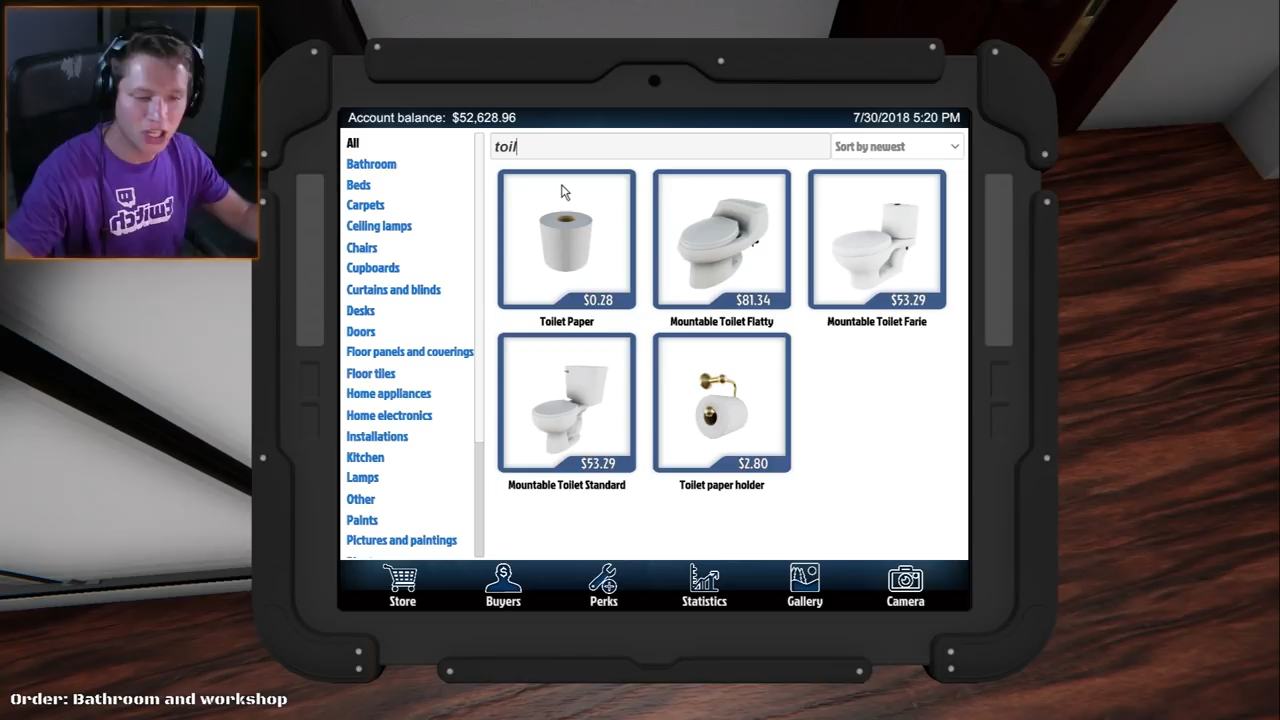 Account balance: $52,628.96
7/30/2018 5:20 PM
All
Bathroom
Beds
Carpets
Ceiling lamps
Chairs
Cupboards
Curtains and blinds
Desks
Doors
Floor panels and coverings
Floor tiles
Home appliances
Home electronics
Installations
Kitchen
Lamps
Other
Paints
Pictures and paintings
toil
Sort by newest
$0.28
$81.34
$53.29
Toilet Paper
Mountable Toilet Flatty
Mountable Toilet Farie
$53.29
$2.80
Mountable Toilet Standard
Toilet paper holder
Store
Buyers
Perks
Statistics
Gallery
Camera
Order: Bathroom and workshop